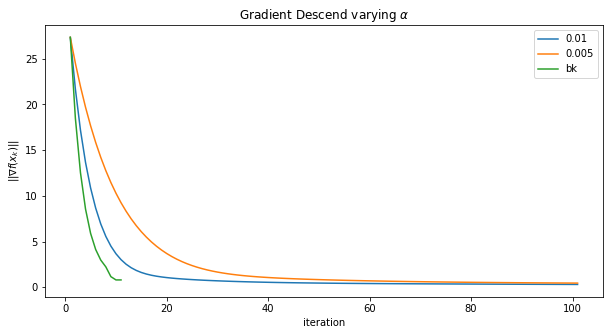 Gradient Descend varying α
0.01
0.005
bk
||∇f(x_k)||
25
20
15
10
5
0
0 20 40 60 80 100
iteration